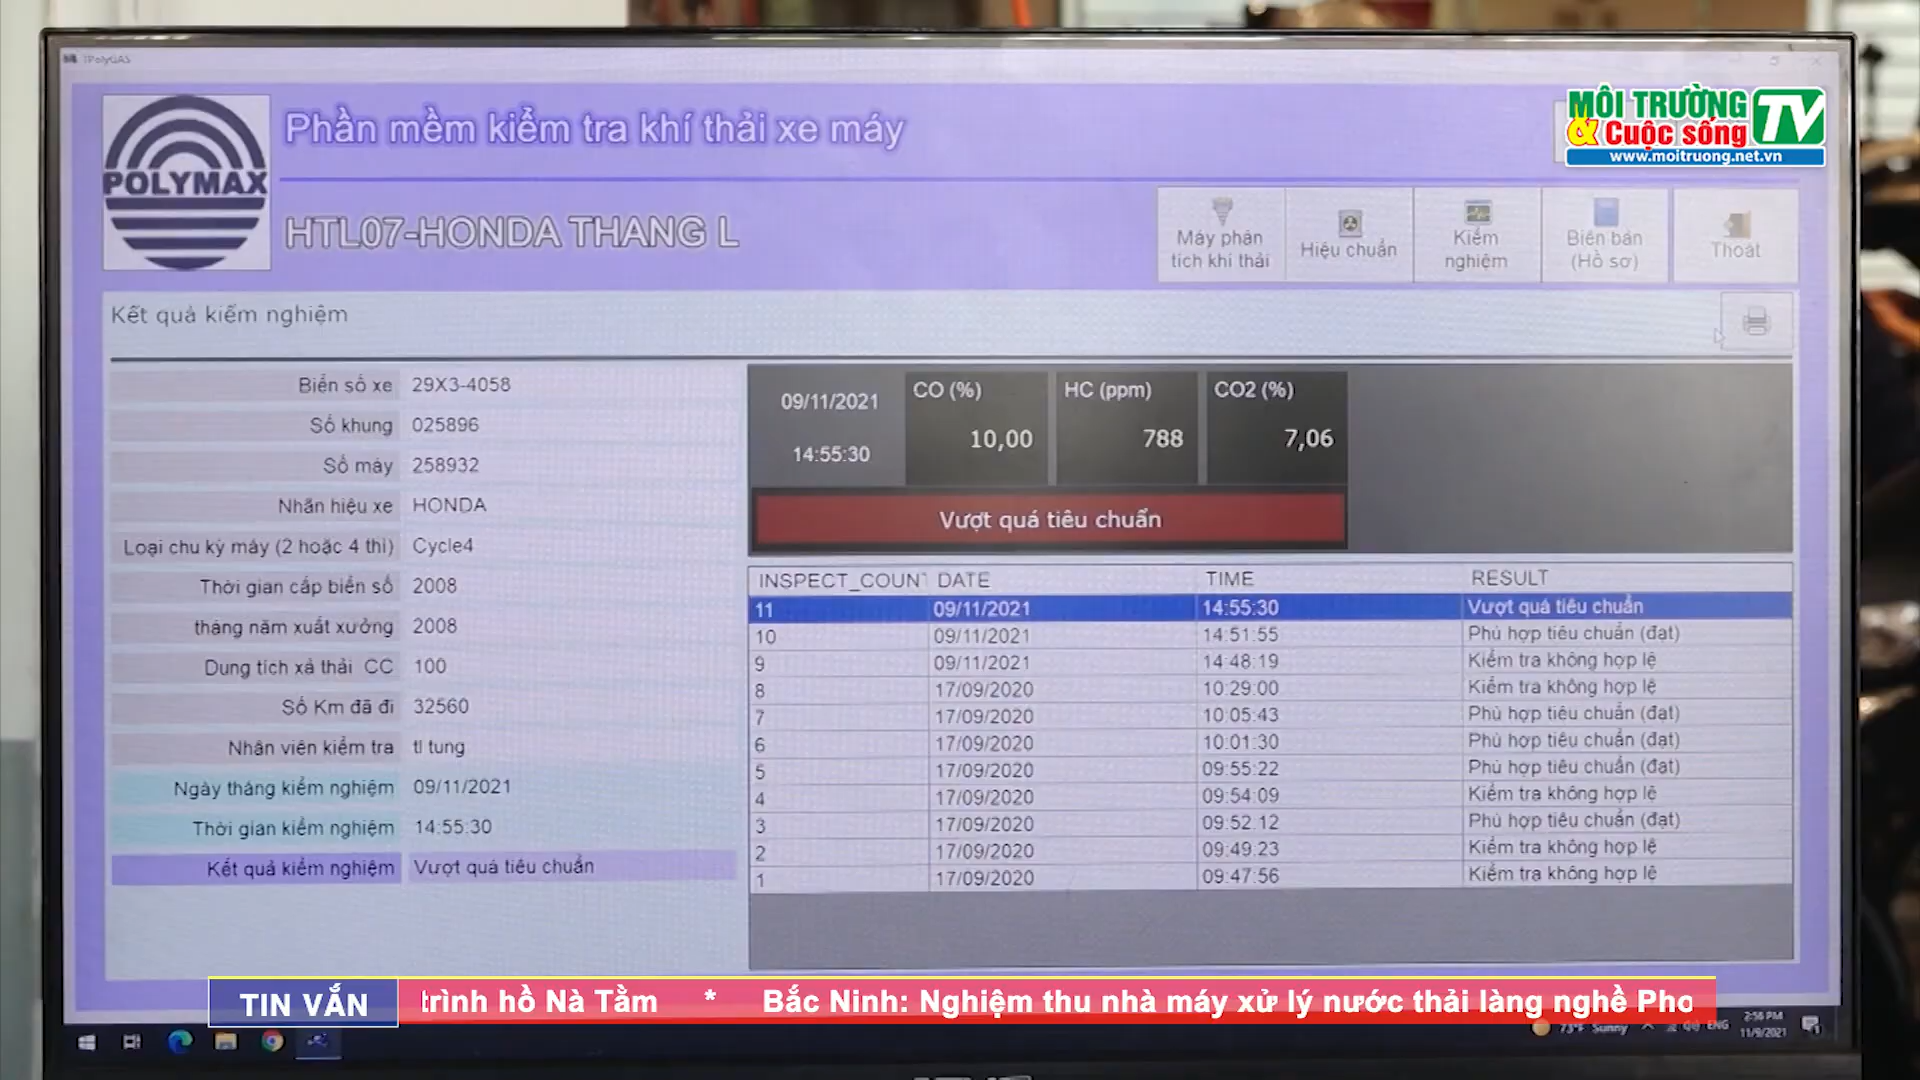 TPolyGAS
POLYMAX
Phần mềm kiểm tra khí thải xe máy
HTL07-HONDA THANG L
MÔI TRƯỜNG
& Cuộc sống
TV
www.moitruong.net.vn
Máy phân tích khí thải
Hiệu chuẩn
Kiểm nghiệm
Biên bản (Hồ sơ)
Thoát
Kết quả kiểm nghiệm
Biển số xe 29X3-4058
Số khung 025896
Số máy 258932
Nhãn hiệu xe HONDA
Loại chu kỳ máy (2 hoặc 4 thì) Cycle4
Thời gian cấp biển số 2008
tháng năm xuất xưởng 2008
Dung tích xả thải CC 100
Số Km đã đi 32560
Nhân viên kiểm tra tl tung
Ngày tháng kiểm nghiệm 09/11/2021
Thời gian kiểm nghiệm 14:55:30
Kết quả kiểm nghiệm Vượt quá tiêu chuẩn
09/11/2021
14:55:30
CO (%)
10,00
HC (ppm)
788
CO2 (%)
7,06
Vượt quá tiêu chuẩn
INSPECT_COUNT DATE TIME RESULT
11 09/11/2021 14:55:30 Vượt quá tiêu chuẩn
10 09/11/2021 14:51:55 Phù hợp tiêu chuẩn (đạt)
9 09/11/2021 14:48:19 Kiểm tra không hợp lệ
8 17/09/2020 10:29:00 Kiểm tra không hợp lệ
7 17/09/2020 10:05:43 Phù hợp tiêu chuẩn (đạt)
6 17/09/2020 10:01:30 Phù hợp tiêu chuẩn (đạt)
5 17/09/2020 09:55:22 Phù hợp tiêu chuẩn (đạt)
4 17/09/2020 09:54:09 Kiểm tra không hợp lệ
3 17/09/2020 09:52:12 Phù hợp tiêu chuẩn (đạt)
2 17/09/2020 09:49:23 Kiểm tra không hợp lệ
1 17/09/2020 09:47:56 Kiểm tra không hợp lệ
TIN VẮN
trình hồ Nà Tằm * Bắc Ninh: Nghiệm thu nhà máy xử lý nước thải làng nghề Pho
73°F Sunny
ENG
2:56 PM
11/9/2021